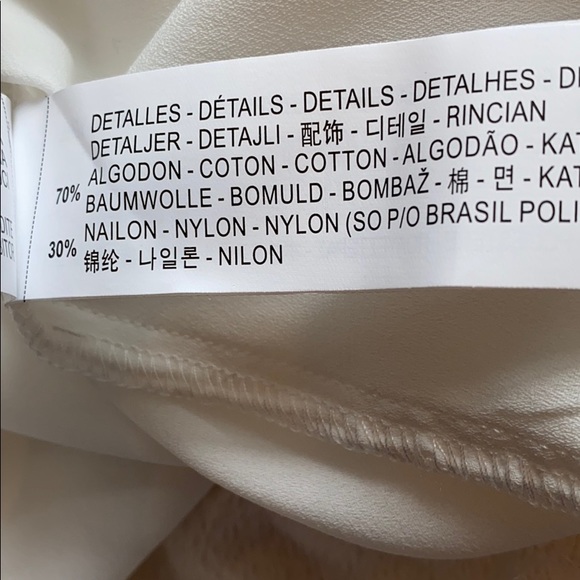 DETALLES - DÉTAILS - DETAILS - DETALHES -
DETALJER - DETAJLI - 配饰 - 디테일 - RINCIAN
ALGODON - COTON - COTTON - ALGODÃO -
70% BAUMWOLLE - BOMULD - BOMBAŽ - 棉 - 면 -
NAILON - NYLON - NYLON (SO P/O BRASIL
30% 锦纶 - 나일론 - NILON